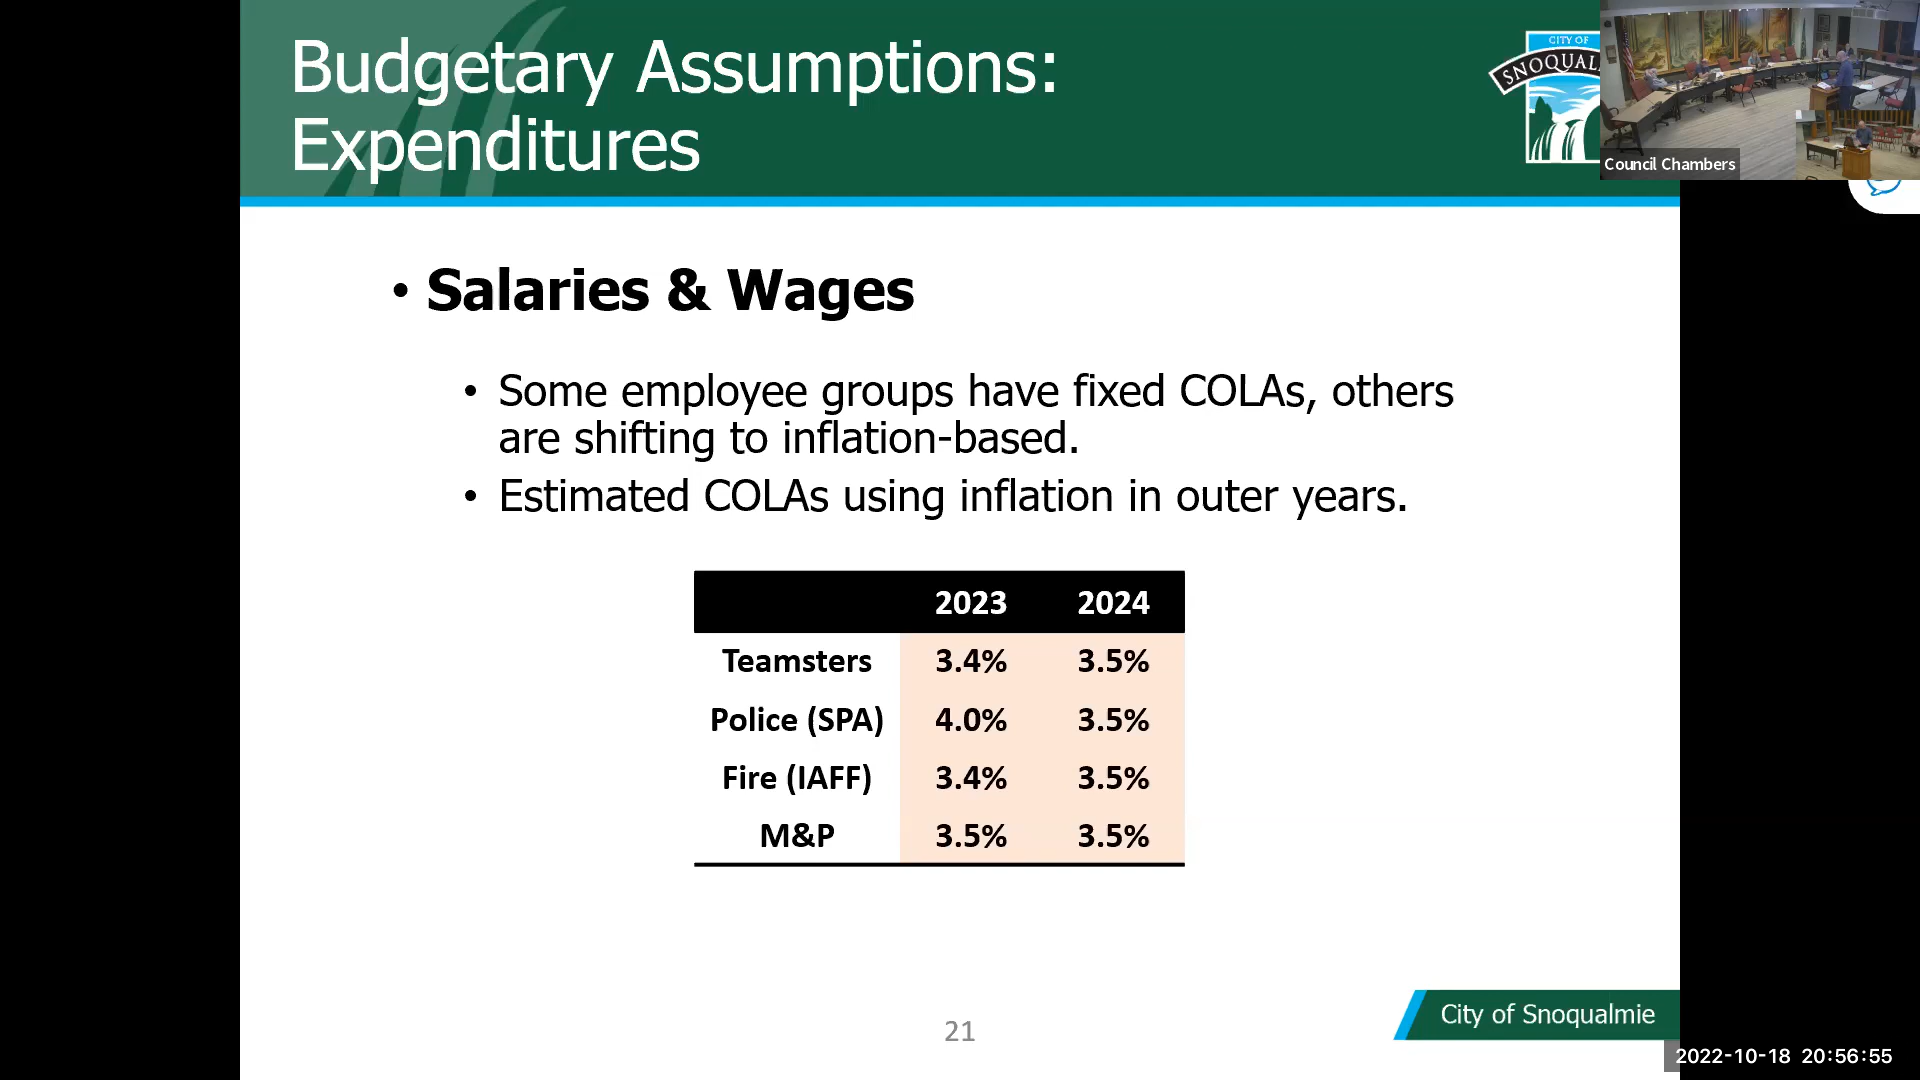 Budgetary Assumptions:
Expenditures
CITY OF
Council Chambers
• Salaries & Wages
• Some employee groups have fixed COLAs, others
are shifting to inflation-based.
• Estimated COLAs using inflation in outer years.
2023 2024
Teamsters 3.4% 3.5%
Police (SPA) 4.0% 3.5%
Fire (IAFF) 3.4% 3.5%
M&P 3.5% 3.5%
21
City of Snoqualmie
2022-10-18 20:56:55